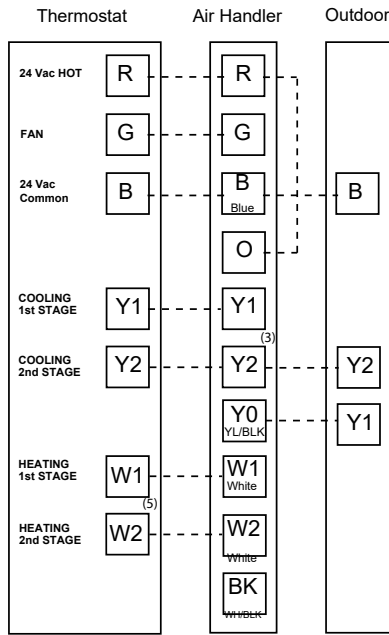 Thermostat Air Handler Outdoor
24 Vac HOT R R
FAN G G
24 Vac
Common B B B
Blue
O
COOLING
1st STAGE Y1 Y1
(3)
COOLING
2nd STAGE Y2 Y2 Y2
Y0 Y1
YL/BLK
HEATING
1st STAGE W1 W1
White
(5)
HEATING
2nd STAGE W2 W2
White
BK
WH/BLK